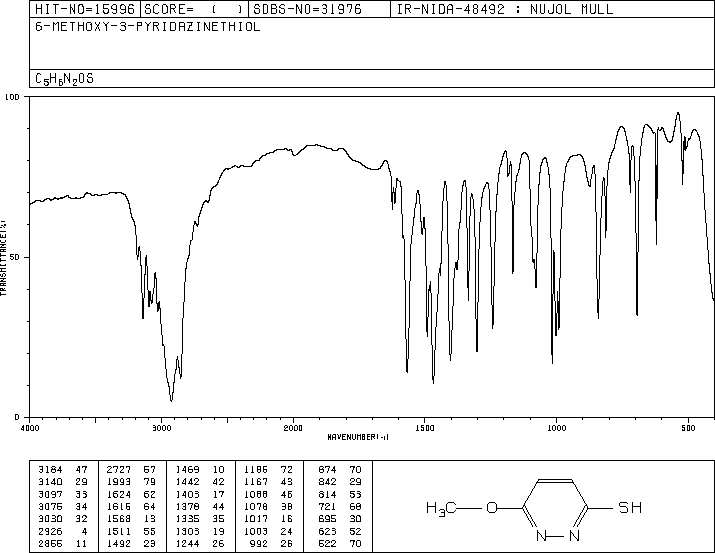 HIT-NO=15996 SCORE= ( ) SDBS-NO=31976 IR-NIDA-48492 : NUJOL MULL
6-METHOXY-3-PYRIDAZINETHIOL
C5H6N2OS
100
50
0
TRANSMITTANCE(%)
4000 3000 2000 1500 1000 500
WAVENUMBER(-1)
3184 47 2727 57 1469 10 1186 72 874 70
3140 29 1993 79 1442 42 1167 43 842 29
3097 33 1624 62 1403 17 1088 46 814 53
3075 34 1616 64 1378 44 1078 38 721 68
3030 32 1568 13 1335 35 1017 16 695 30
2926 4 1511 55 1303 19 1003 24 623 52
2855 11 1492 23 1244 26 992 26 522 70
H3C O SH
N N